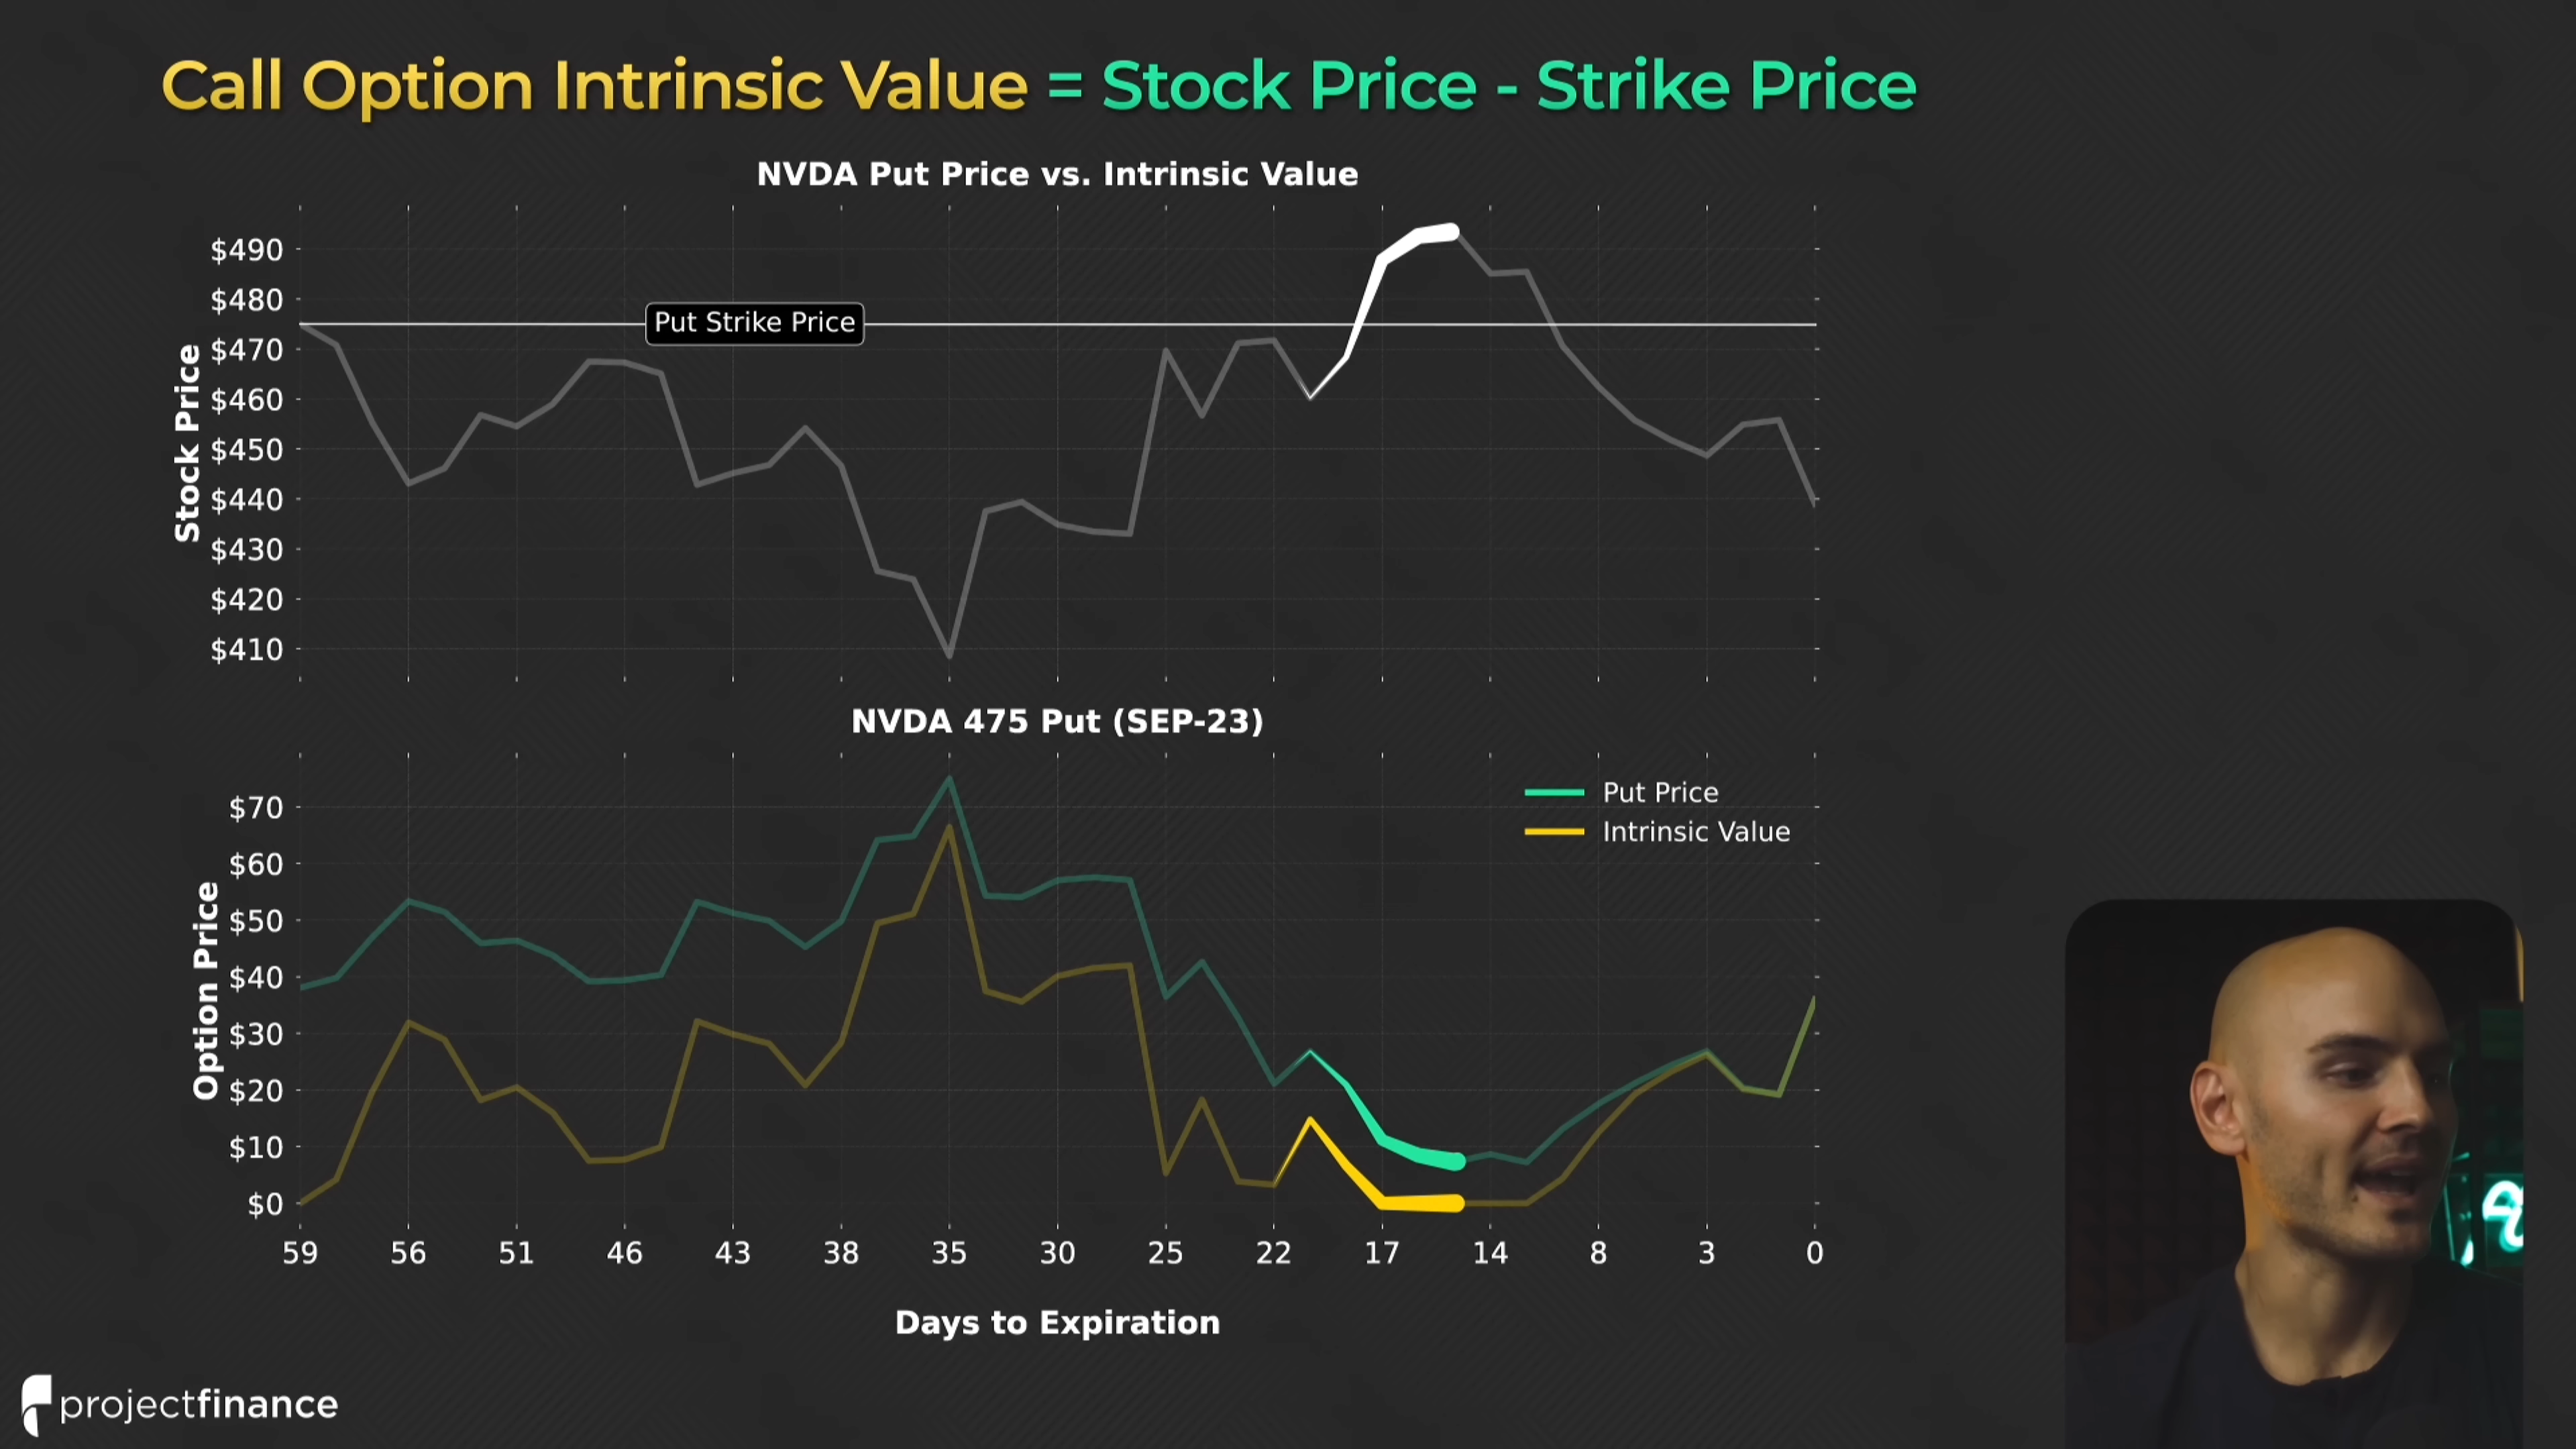 Call Option Intrinsic Value = Stock Price - Strike Price
NVDA Put Price vs. Intrinsic Value
Stock Price
$490
$480
$470
$460
$450
$440
$430
$420
$410
Put Strike Price
NVDA 475 Put (SEP-23)
Option Price
$70
$60
$50
$40
$30
$20
$10
$0
Put Price
Intrinsic Value
59 56 51 46 43 38 35 30 25 22 17 14 8 3 0
Days to Expiration
projectfinance